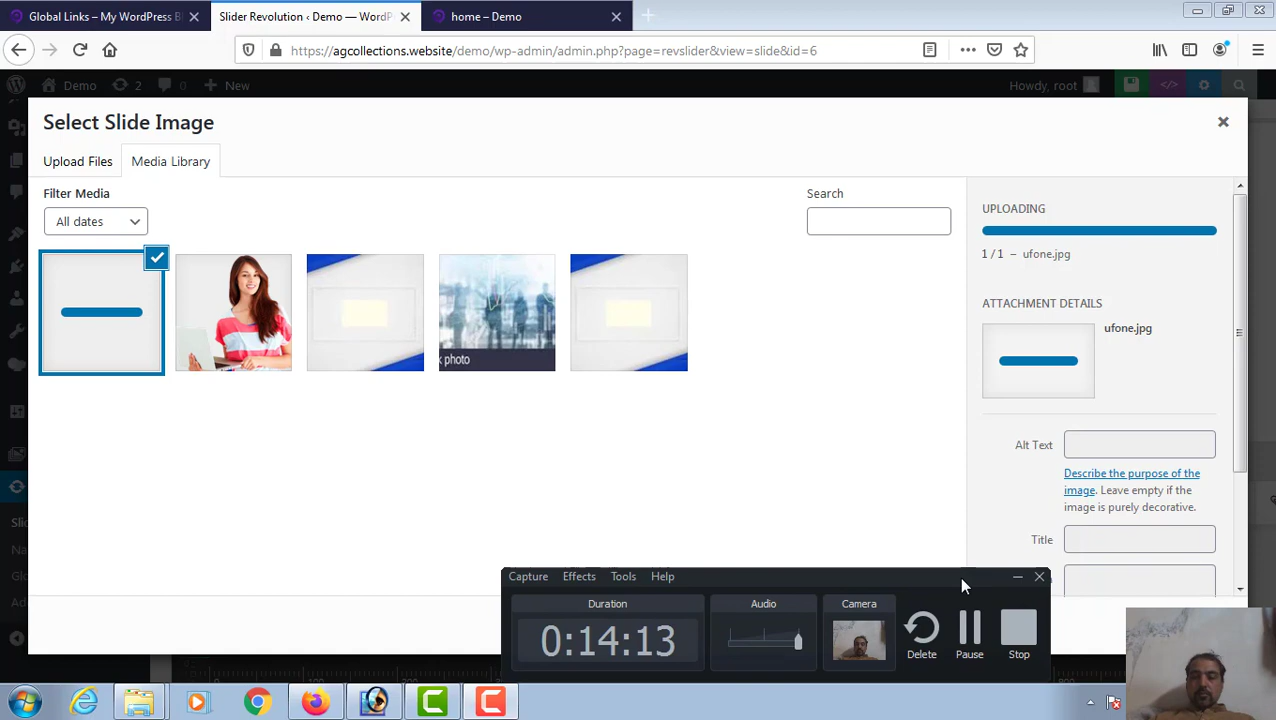 Global Links – My WordPress B
Slider Revolution ‹ Demo — WordP
home – Demo
https://agcollections.website/demo/wp-admin/admin.php?page=revslider&view=slide&id=6
Demo
2
0
New
Howdy, root
Select Slide Image
Upload Files
Media Library
Filter Media
All dates
Search
k photo
UPLOADING
1 / 1 – ufone.jpg
ATTACHMENT DETAILS
ufone.jpg
Alt Text
Describe the purpose of the
image. Leave empty if the
image is purely decorative.
Title
Capture Effects Tools Help
Duration
0:14:13
Audio
Camera
Delete
Pause
Stop